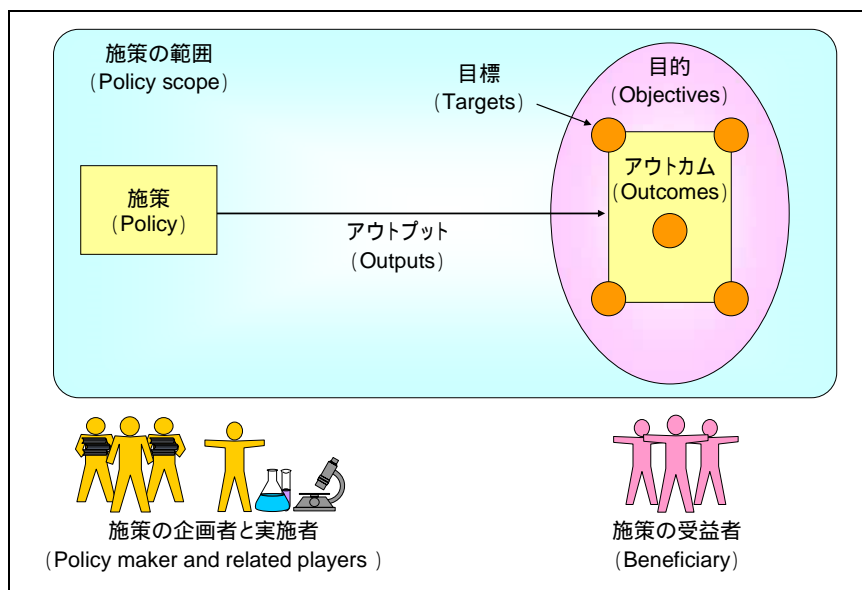 施策の範囲
(Policy scope)
目標
(Targets)
目的
(Objectives)
施策
(Policy)
アウトカム
(Outcomes)
アウトプット
(Outputs)
施策の企画者と実施者
(Policy maker and related players )
施策の受益者
(Beneficiary)